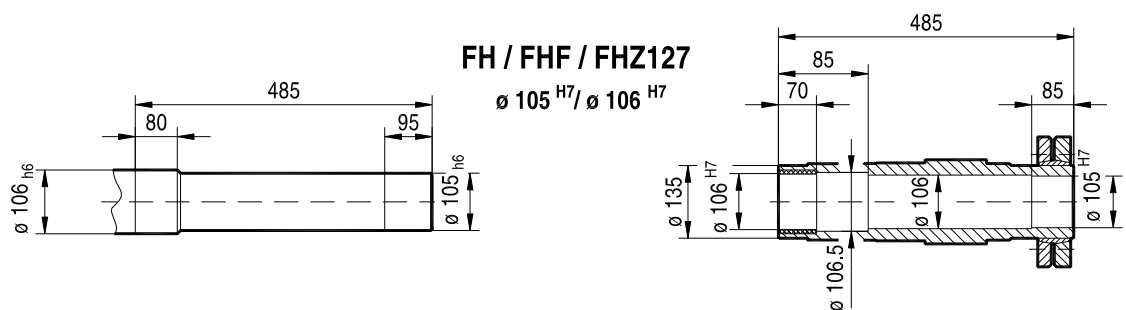 FH / FHF / FHZ127
ø 105 H7/ ø 106 H7
485
80
95
ø 106 h6
ø 105 h6
485
85
70
85
ø 135
ø 106 H7
ø 106.5
ø 106
ø 105 H7